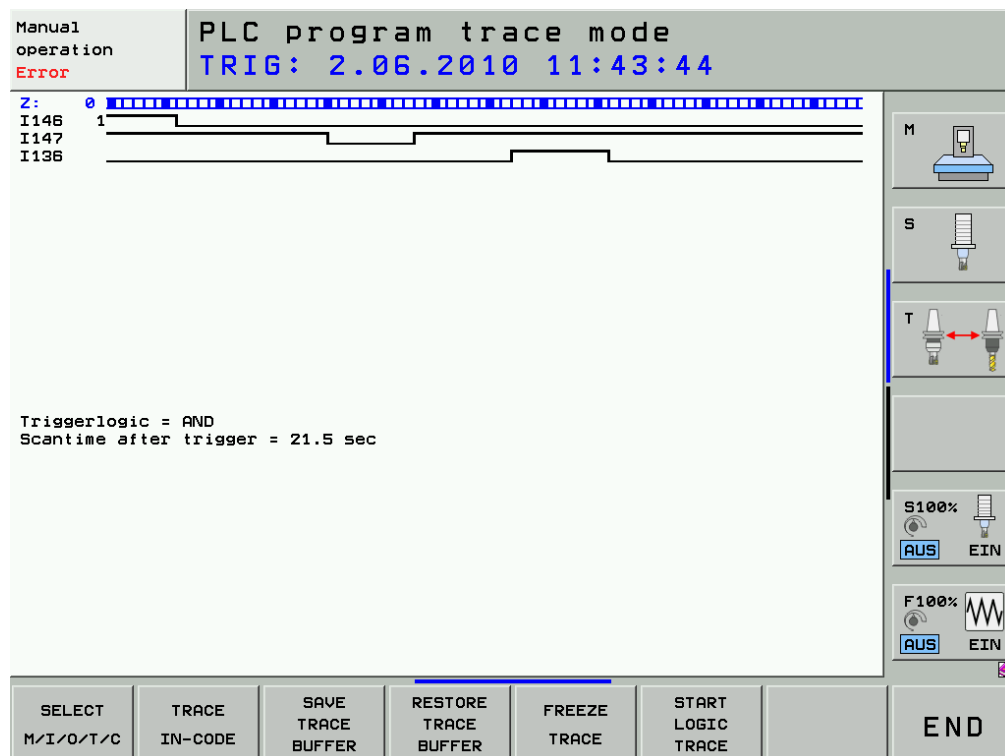 Manual
operation
Error
PLC program trace mode
TRIG: 2.06.2010 11:43:44
Z: 0
I146 1
I147
I136
Triggerlogic = AND
Scantime after trigger = 21.5 sec
M
S
T
S100%
AUS EIN
F100%
AUS EIN
SELECT
M/I/O/T/C
TRACE
IN-CODE
SAVE
TRACE
BUFFER
RESTORE
TRACE
BUFFER
FREEZE
TRACE
START
LOGIC
TRACE
END